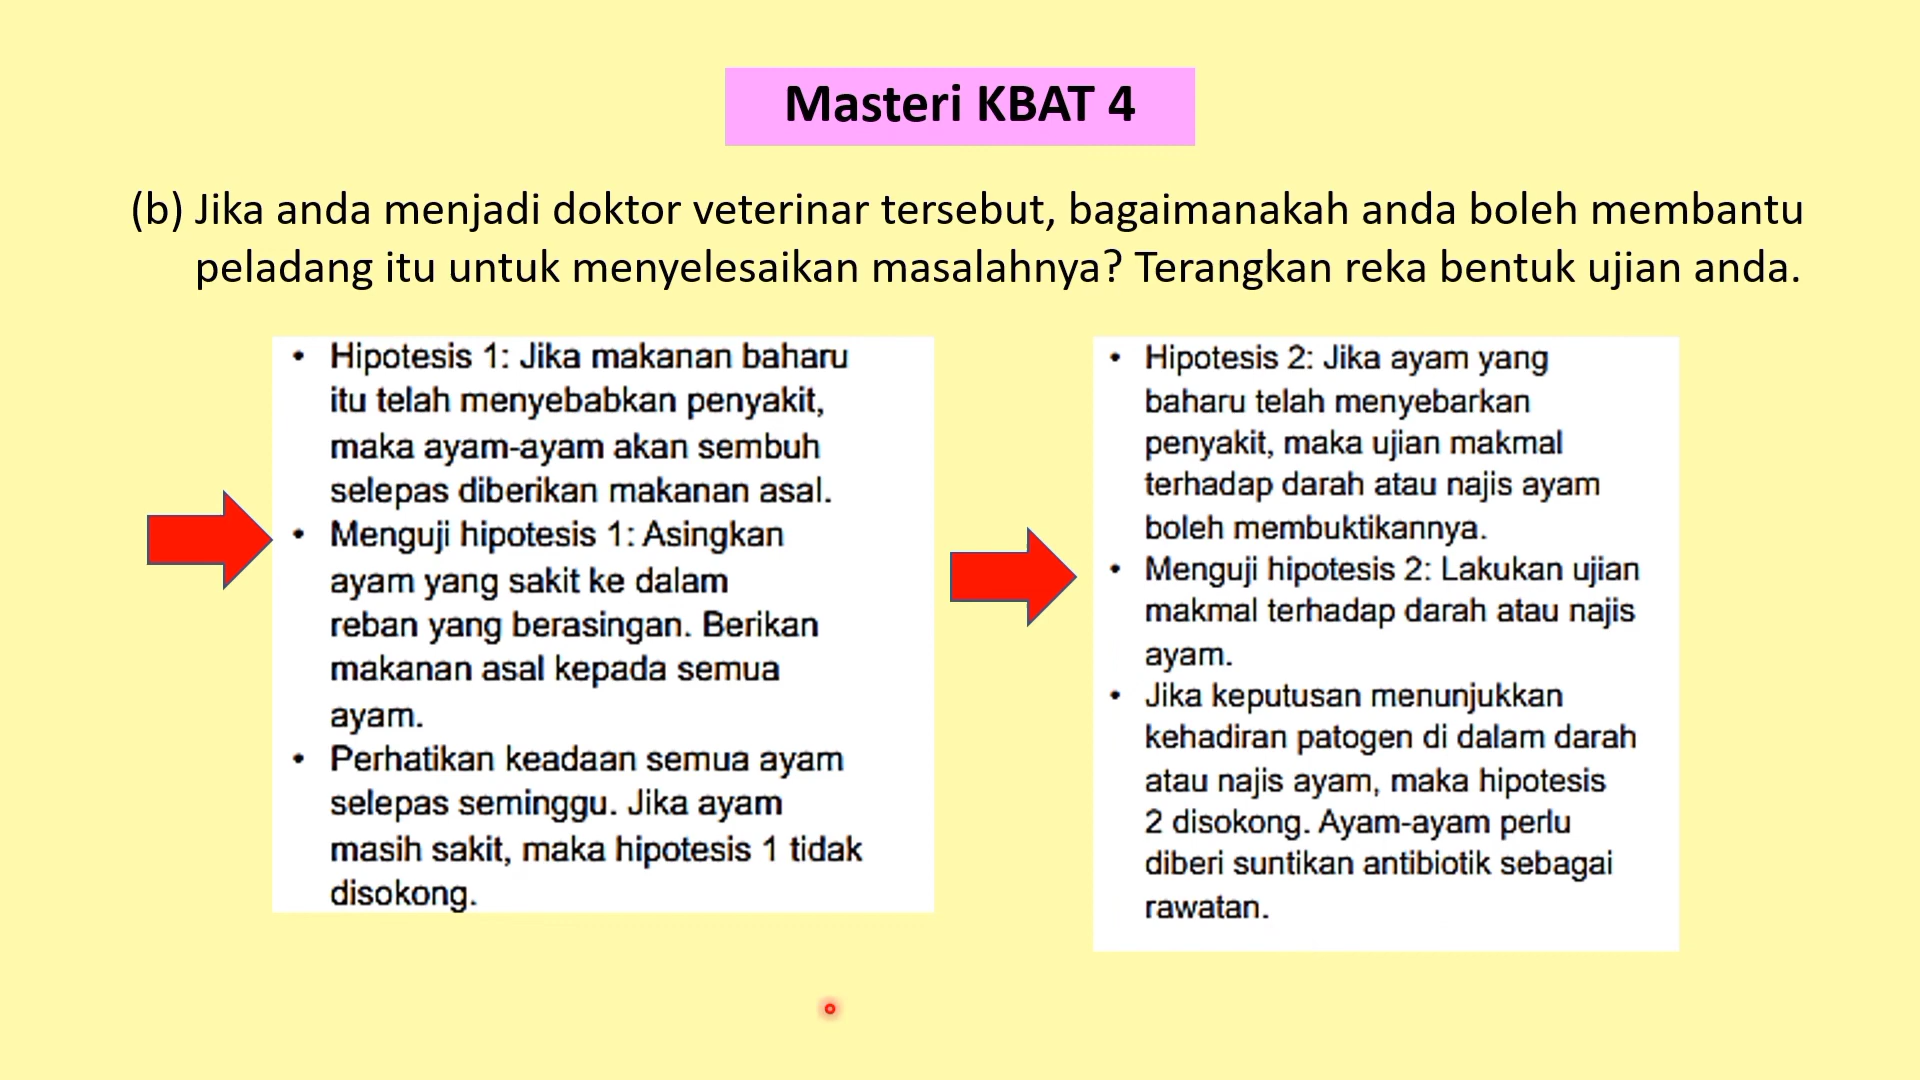 Masteri KBAT 4
(b) Jika anda menjadi doktor veterinar tersebut, bagaimanakah anda boleh membantu
peladang itu untuk menyelesaikan masalahnya? Terangkan reka bentuk ujian anda.
• Hipotesis 1: Jika makanan baharu
itu telah menyebabkan penyakit,
maka ayam-ayam akan sembuh
selepas diberikan makanan asal.
• Menguji hipotesis 1: Asingkan
ayam yang sakit ke dalam
reban yang berasingan. Berikan
makanan asal kepada semua
ayam.
• Perhatikan keadaan semua ayam
selepas seminggu. Jika ayam
masih sakit, maka hipotesis 1 tidak
disokong.
• Hipotesis 2: Jika ayam yang
baharu telah menyebarkan
penyakit, maka ujian makmal
terhadap darah atau najis ayam
boleh membuktikannya.
• Menguji hipotesis 2: Lakukan ujian
makmal terhadap darah atau najis
ayam.
• Jika keputusan menunjukkan
kehadiran patogen di dalam darah
atau najis ayam, maka hipotesis
2 disokong. Ayam-ayam perlu
diberi suntikan antibiotik sebagai
rawatan.